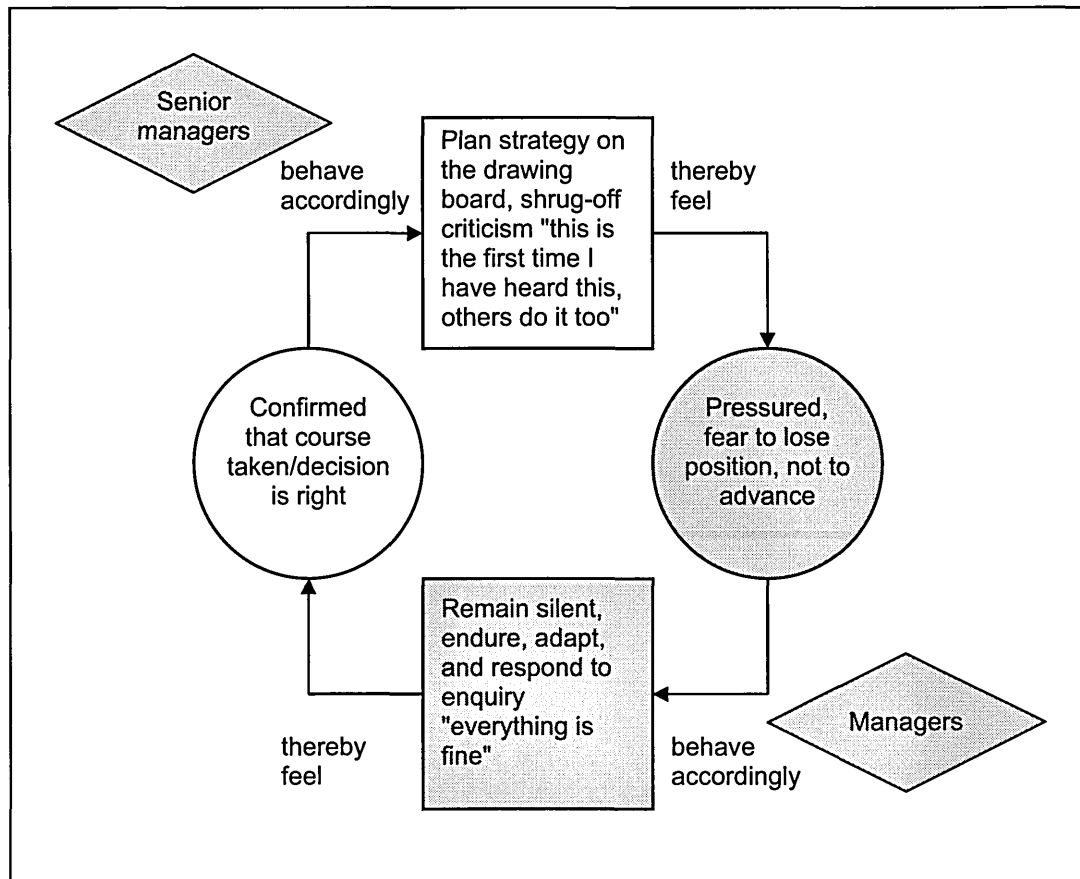 Senior
managers
behave
accordingly
Plan strategy on
the drawing
board, shrug-off
criticism "this is
the first time I
have heard this,
others do it too"
thereby
feel
Confirmed
that course
taken/decision
is right
Pressured,
fear to lose
position, not to
advance
Remain silent,
endure, adapt,
and respond to
enquiry
"everything is
fine"
thereby
feel
behave
accordingly
Managers